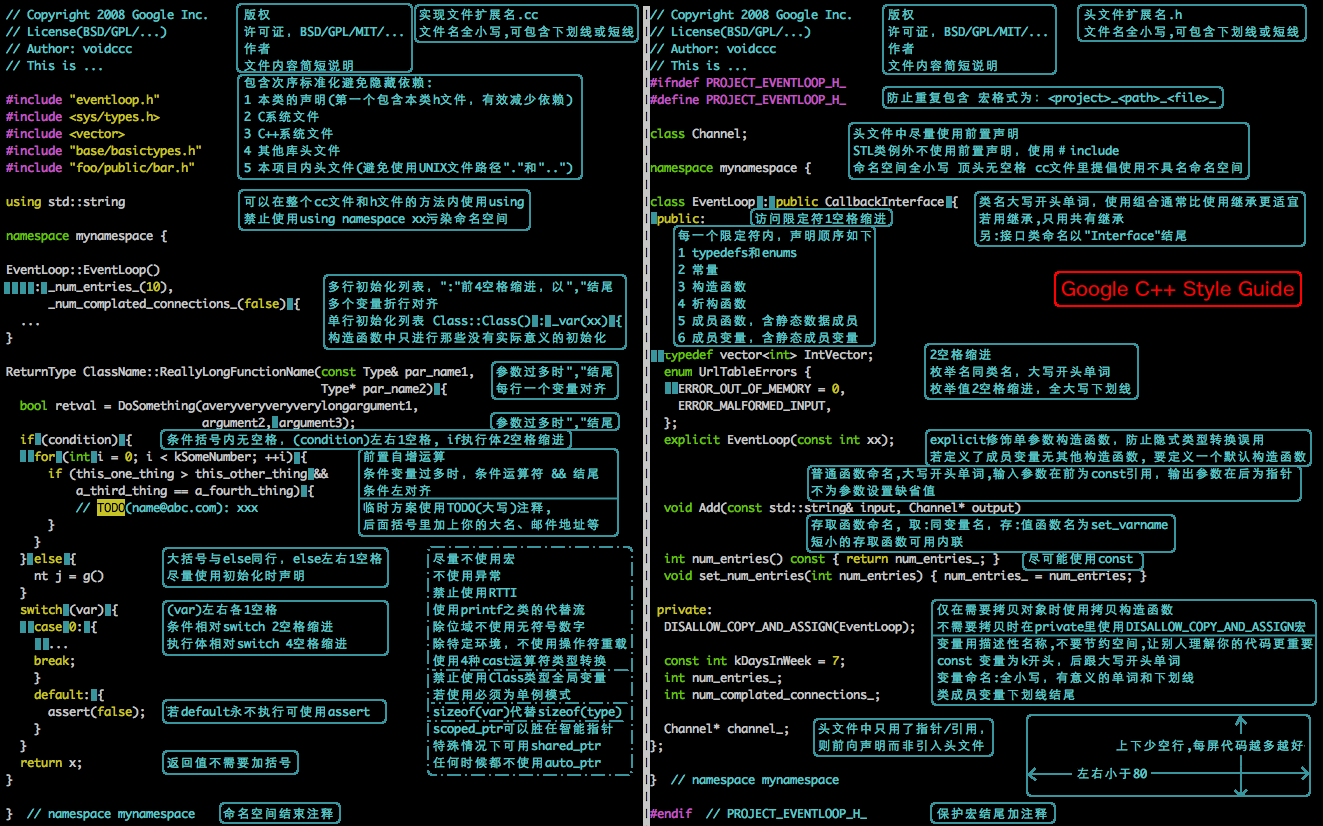 // Copyright 2008 Google Inc.
// License(BSD/GPL/...)
// Author: voidccc
// This is ...
版权
许可证，BSD/GPL/MIT/...
作者
文件内容简短说明
实现文件扩展名.cc
文件名全小写,可包含下划线或短线
#include "eventloop.h"
#include <sys/types.h>
#include <vector>
#include "base/basictypes.h"
#include "foo/public/bar.h"
包含次序标准化避免隐藏依赖:
1 本类的声明(第一个包含本类h文件，有效减少依赖)
2 C系统文件
3 C++系统文件
4 其他库头文件
5 本项目内头文件(避免使用UNIX文件路径"."和"..")
using std::string
可以在整个cc文件和h文件的方法内使用using
禁止使用using namespace xx污染命名空间
namespace mynamespace {
EventLoop::EventLoop()
: _num_entries_(10),
_num_complated_connections_(false) {
...
}
多行初始化列表，":"前4空格缩进，以","结尾
多个变量折行对齐
单行初始化列表 Class::Class() : _var(xx) {
构造函数中只进行那些没有实际意义的初始化
ReturnType ClassName::ReallyLongFunctionName(const Type& par_name1,
Type* par_name2) {
参数过多时","结尾
每行一个变量对齐
bool retval = DoSomething(averyveryveryverylongargument1,
argument2, argument3);
参数过多时","结尾
if (condition) {
条件括号内无空格，(condition)左右1空格，if执行体2空格缩进
for (int i = 0; i < kSomeNumber; ++i) {
if (this_one_thing > this_other_thing &&
a_third_thing == a_fourth_thing) {
// TODO(name@abc.com): xxx
}
}
前置自增运算
条件变量过多时，条件运算符 && 结尾
条件左对齐
临时方案使用TODO(大写)注释，
后面括号里加上你的大名、邮件地址等
} else {
nt j = g()
}
大括号与else同行，else左右1空格
尽量使用初始化时声明
switch (var) {
case 0: {
...
break;
}
default: {
assert(false);
}
}
return x;
}
(var)左右各1空格
条件相对switch 2空格缩进
执行体相对switch 4空格缩进
若default永不执行可使用assert
返回值不需要加括号
尽量不使用宏
不使用异常
禁止使用RTTI
使用printf之类的代替流
除位域不使用无符号数字
除特定环境，不使用操作符重载
使用4种cast运算符类型转换
禁止使用Class类型全局变量
若使用必须为单例模式
sizeof(var)代替sizeof(type)
scoped_ptr可以胜任智能指针
特殊情况下可用shared_ptr
任何时候都不使用auto_ptr
} // namespace mynamespace
命名空间结束注释
// Copyright 2008 Google Inc.
// License(BSD/GPL/...)
// Author: voidccc
// This is ...
版权
许可证，BSD/GPL/MIT/...
作者
文件内容简短说明
头文件扩展名.h
文件名全小写,可包含下划线或短线
#ifndef PROJECT_EVENTLOOP_H_
#define PROJECT_EVENTLOOP_H_
防止重复包含 宏格式为: <project>_<path>_<file>_
class Channel;
namespace mynamespace {
头文件中尽量使用前置声明
STL类例外不使用前置声明，使用＃include
命名空间全小写 顶头无空格 cc文件里提倡使用不具名命名空间
class EventLoop : public CallbackInterface {
public:
访问限定符1空格缩进
类名大写开头单词，使用组合通常比使用继承更适宜
若用继承,只用共有继承
另:接口类命名以"Interface"结尾
每一个限定符内，声明顺序如下
1 typedefs和enums
2 常量
3 构造函数
4 析构函数
5 成员函数，含静态数据成员
6 成员变量，含静态成员变量
Google C++ Style Guide
typedef vector<int> IntVector;
enum UrlTableErrors {
ERROR_OUT_OF_MEMORY = 0,
ERROR_MALFORMED_INPUT,
};
2空格缩进
枚举名同类名，大写开头单词
枚举值2空格缩进，全大写下划线
explicit EventLoop(const int xx);
explicit修饰单参数构造函数，防止隐式类型转换误用
若定义了成员变量无其他构造函数，要定义一个默认构造函数
普通函数命名,大写开头单词,输入参数在前为const引用，输出参数在后为指针
不为参数设置缺省值
void Add(const std::string& input, Channel* output)
存取函数命名，取:同变量名，存:值函数名为set_varname
短小的存取函数可用内联
int num_entries() const { return num_entries_; }
尽可能使用const
void set_num_entries(int num_entries) { num_entries_ = num_entries; }
private:
DISALLOW_COPY_AND_ASSIGN(EventLoop);
仅在需要拷贝对象时使用拷贝构造函数
不需要拷贝时在private里使用DISALLOW_COPY_AND_ASSIGN宏
const int kDaysInWeek = 7;
int num_entries_;
int num_complated_connections_;
变量用描述性名称,不要节约空间,让别人理解你的代码更重要
const 变量为k开头，后跟大写开头单词
变量命名:全小写，有意义的单词和下划线
类成员变量下划线结尾
Channel* channel_;
};
头文件中只用了指针/引用，
则前向声明而非引入头文件
上下少空行,每屏代码越多越好
左右小于80
} // namespace mynamespace
#endif // PROJECT_EVENTLOOP_H_
保护宏结尾加注释